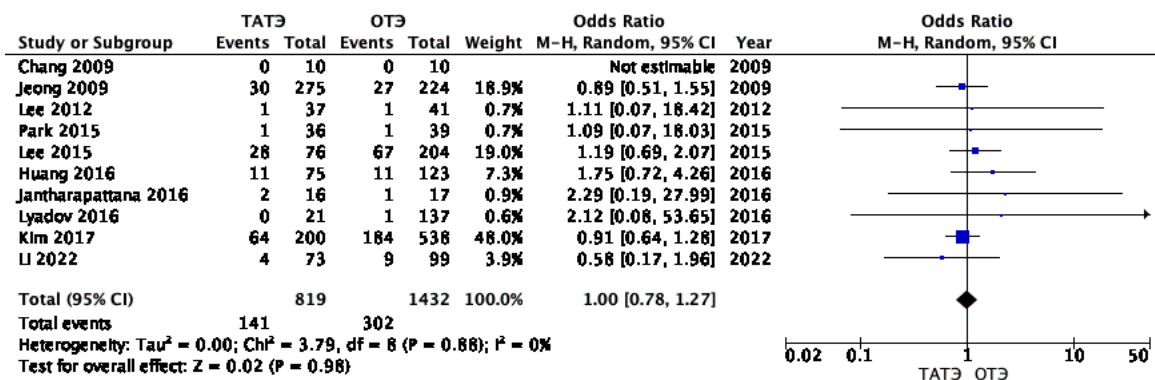 ТАТЭ ОТЭ Odds Ratio Odds Ratio
Study or Subgroup Events Total Events Total Weight M-H, Random, 95% CI Year M-H, Random, 95% CI
Chang 2009 0 10 0 10 Not estimable 2009
Jeong 2009 30 275 27 224 18.9% 0.89 [0.51, 1.55] 2009
Lee 2012 1 37 1 41 0.7% 1.11 [0.07, 18.42] 2012
Park 2015 1 36 1 39 0.7% 1.09 [0.07, 18.03] 2015
Lee 2015 28 76 67 204 19.0% 1.19 [0.69, 2.07] 2015
Huang 2016 11 75 11 123 7.3% 1.75 [0.72, 4.26] 2016
Jantharapattana 2016 2 16 1 17 0.9% 2.29 [0.19, 27.99] 2016
Lyadov 2016 0 21 1 137 0.6% 2.12 [0.08, 53.65] 2016
Kim 2017 64 200 184 538 48.0% 0.91 [0.64, 1.28] 2017
Li 2022 4 73 9 99 3.9% 0.58 [0.17, 1.96] 2022
Total (95% CI) 819 1432 100.0% 1.00 [0.78, 1.27]
Total events 141 302
Heterogeneity: Tau² = 0.00; Chi² = 3.79, df = 8 (P = 0.88); I² = 0%
Test for overall effect: Z = 0.02 (P = 0.98)
0.02 0.1 1 10 50
ТАТЭ ОТЭ